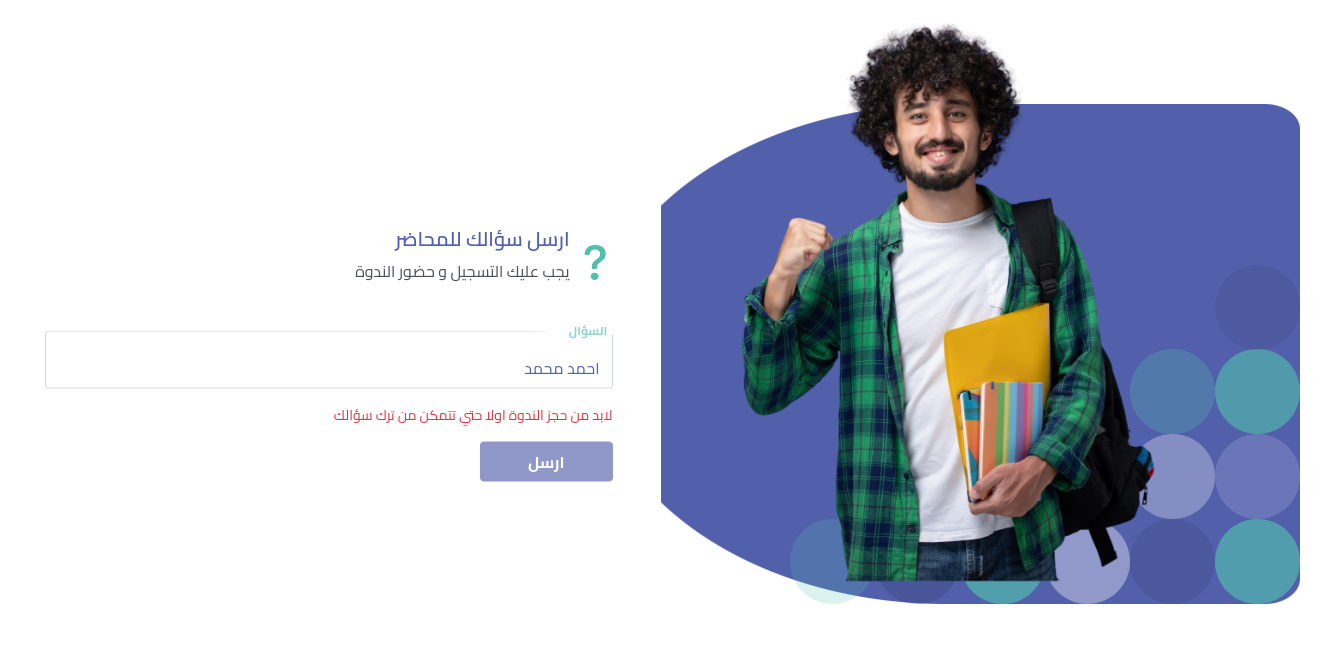 ارسل سؤالك للمحاضر
?
يجب عليك التسجيل و حضور الندوة
السؤال
احمد محمد
لابد من حجز الندوة اولا حتي تتمكن من ترك سؤالك
ارسل